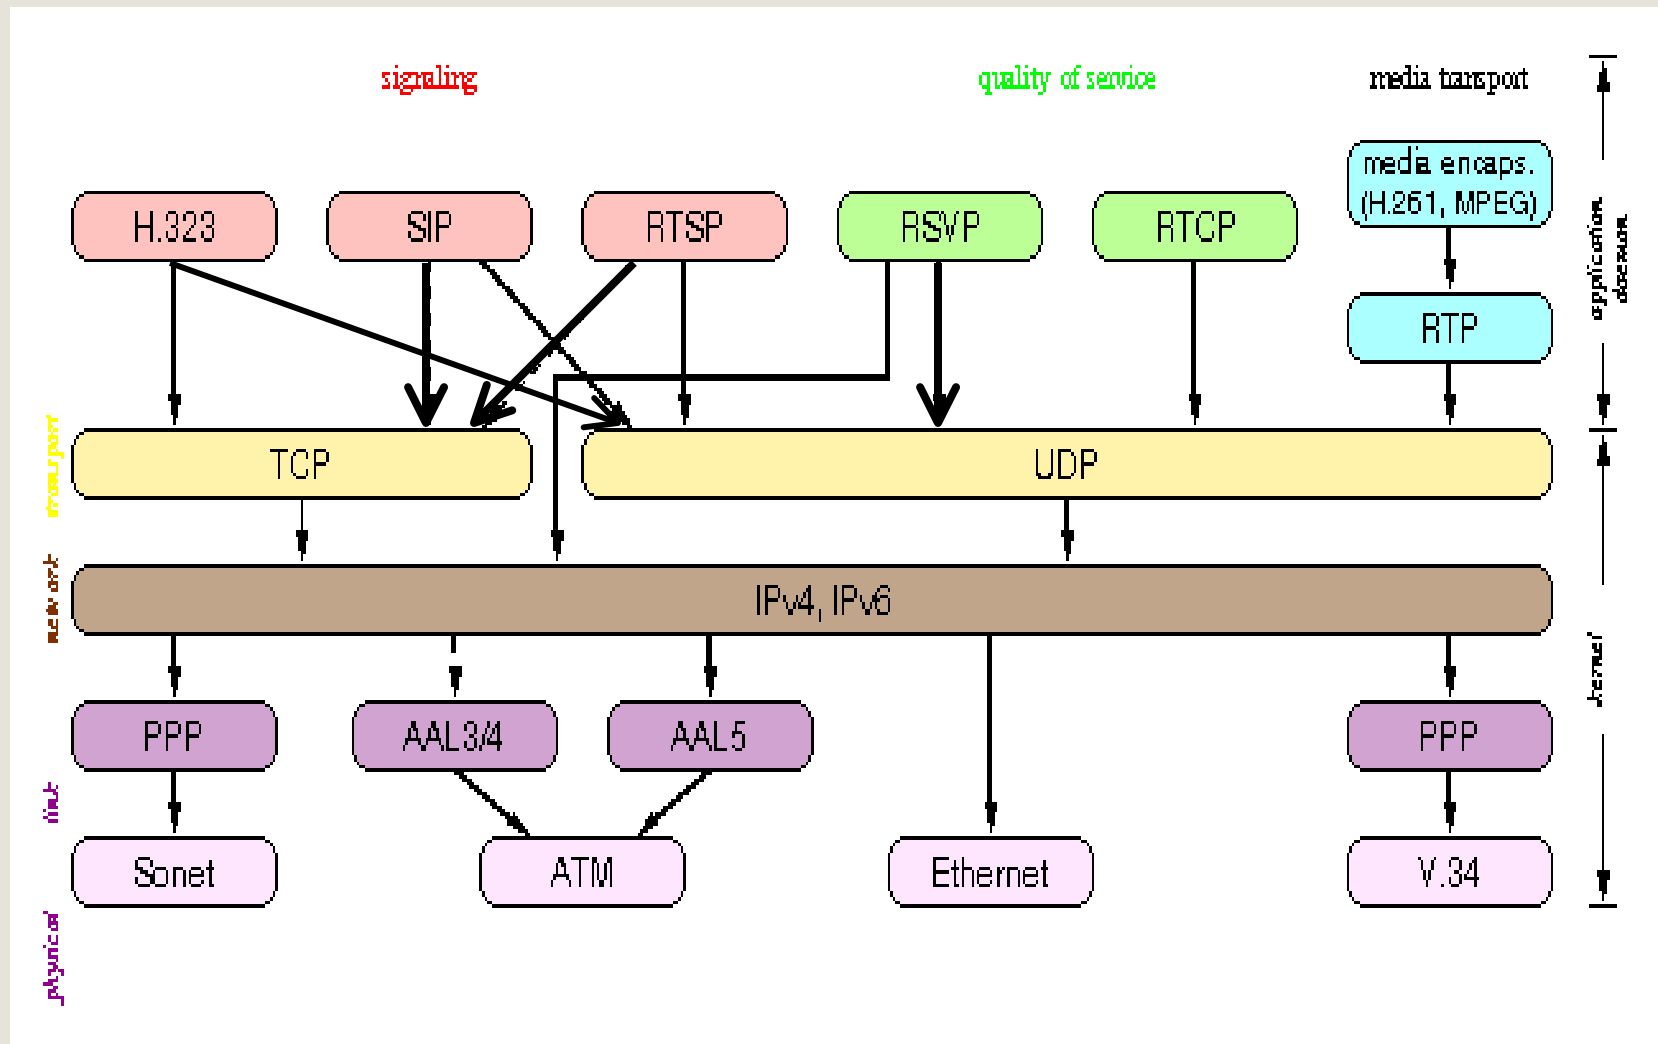 signaling
quality of service
media transport
media encaps.
(H.261, MPEG)
H.323
SIP
RTSP
RSVP
RTCP
RTP
application
daemon
transport
TCP
UDP
network
IPv4, IPv6
kernel
PPP
AAL3/4
AAL5
PPP
link
Sonet
ATM
Ethernet
V.34
physical